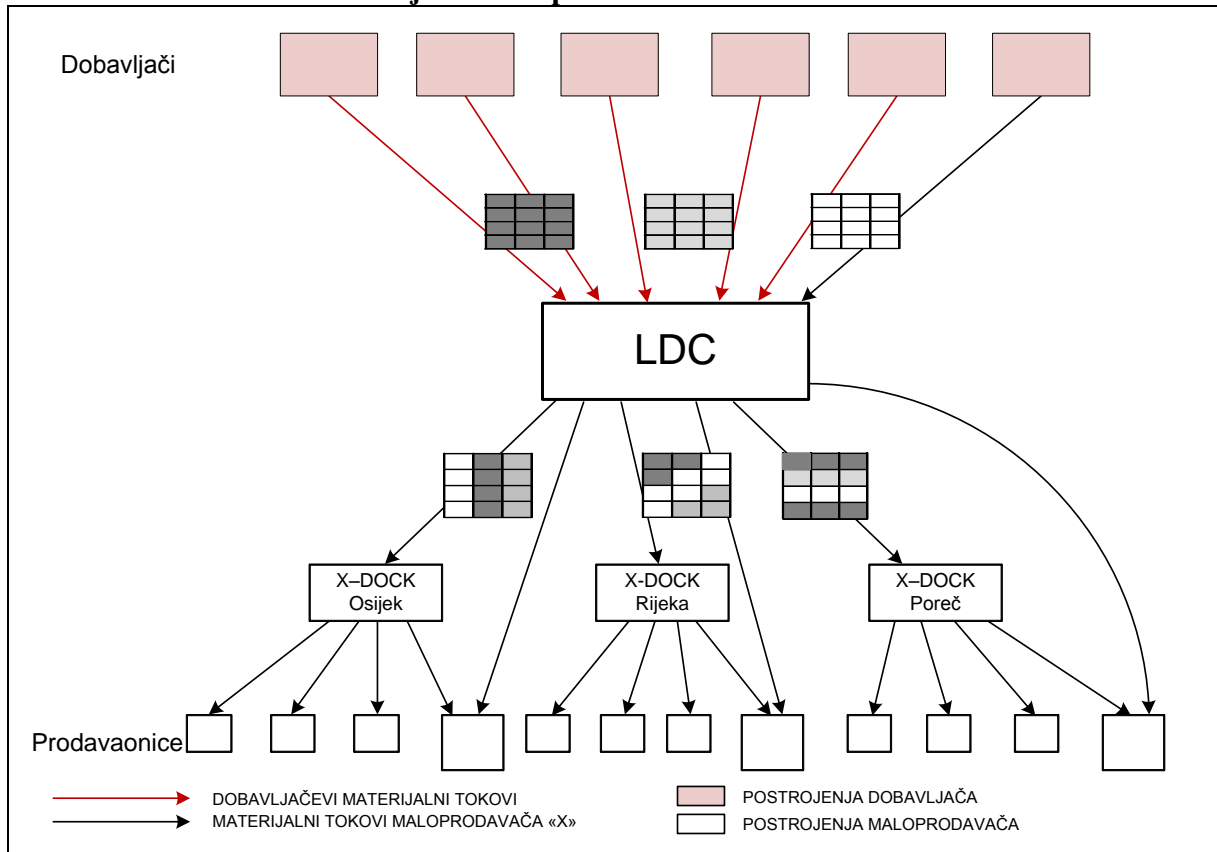 Dobavljači
LDC
X–DOCK
Osijek
X-DOCK
Rijeka
X–DOCK
Poreč
Prodavaonice
DOBAVLJAČEVI MATERIJALNI TOKOVI
MATERIJALNI TOKOVI MALOPRODAVAČA «X»
POSTROJENJA DOBAVLJAČA
POSTROJENJA MALOPRODAVAČA